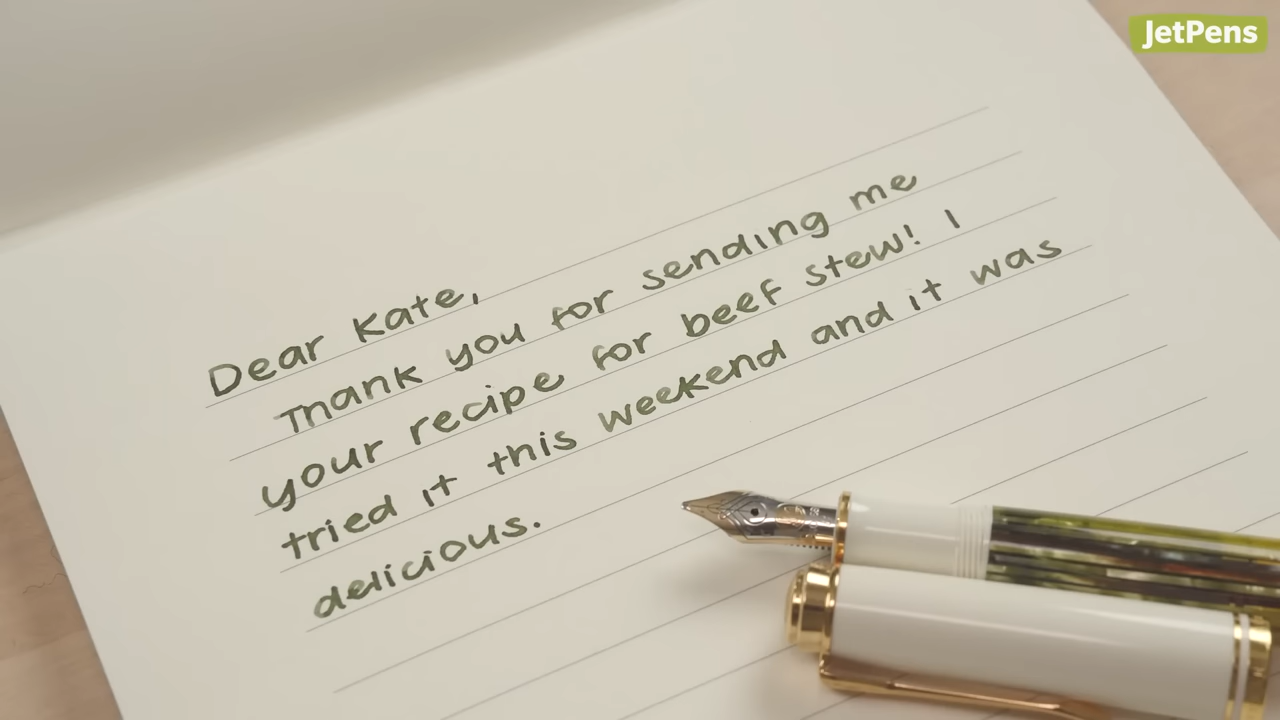 JetPens
Dear Kate,
Thank you for sending me
your recipe for beef stew! I
tried it this weekend and it was
delicious.